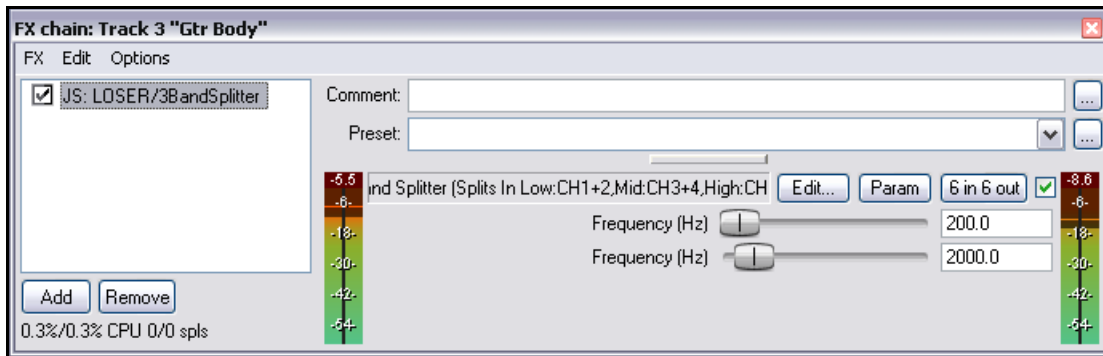 FX chain: Track 3 "Gtr Body"
FX Edit Options
JS: LOSER/3BandSplitter
Comment: ...
Preset: ...
-5.5 nd Splitter (Splits In Low:CH1+2,Mid:CH3+4,High:CH Edit... Param 6 in 6 out -8.6
-6- -6-
Frequency (Hz) 200.0
-18- -18-
Frequency (Hz) 2000.0
-30- -30-
Add Remove
-42- -42-
0.3%/0.3% CPU 0/0 spls
-54- -54-